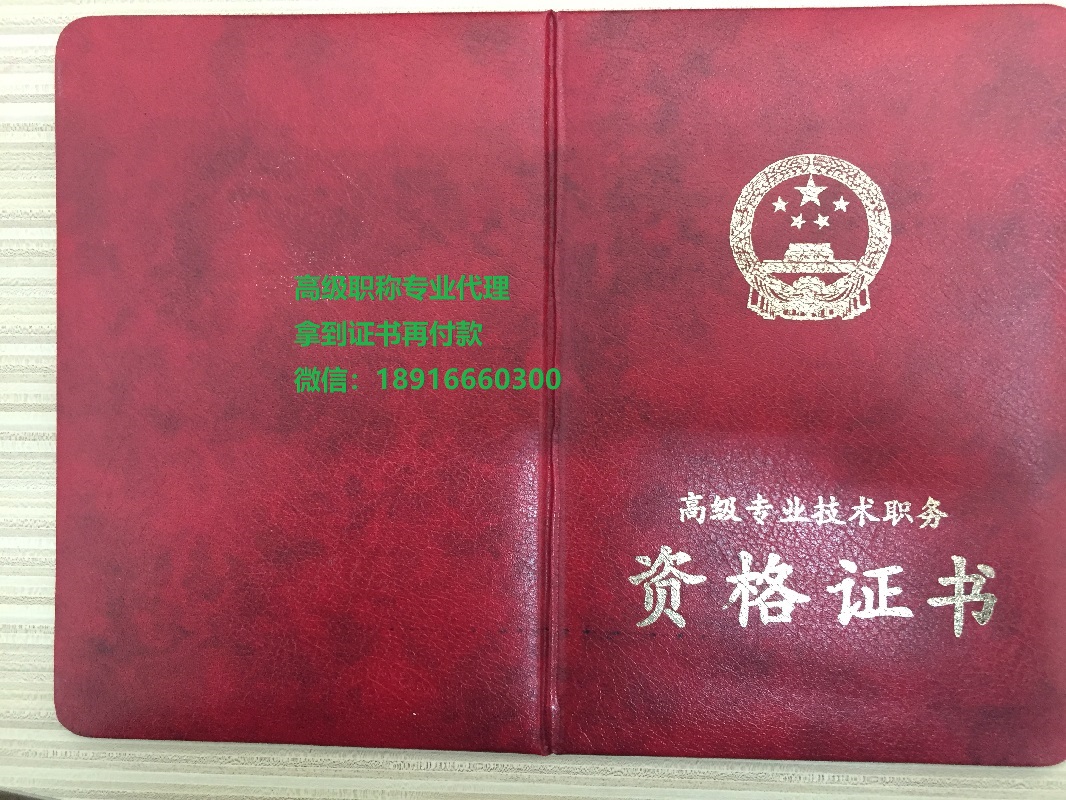 高级职称专业代理
拿到证书再付款
微信：18916660300
高级专业技术职务
资格证书